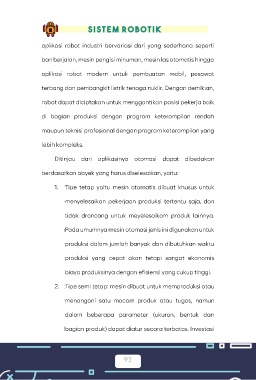 SISTEM ROBOTIK
aplikasi robot industri bervariasi dari yang sederhana seperti
ban berjalan, mesin pengisi minuman, mesin las otomatis hingga
aplikasi robot modern untuk pembuatan mobil, pesawat
terbang dan pembangkit listrik tenaga nuklir. Dengan demikian,
robot dapat diciptakan untuk menggantikan posisi pekerja baik
di bagian produksi dengan program keterampilan rendah
maupun teknisi profesional dengan program keterampilan yang
lebih kompleks.
Ditinjau dari aplikasinya otomasi dapat dibedakan
berdasarkan obyek yang harus diselesaikan, yaitu:
1. Tipe tetap yaitu mesin otomatis dibuat khusus untuk
menyelesaikan pekerjaan produksi tertentu saja, dan
tidak dirancang untuk meyelesaikan produk lainnya.
Pada umumnya mesin otomasi jenis ini digunakan untuk
produksi dalam jumlah banyak dan dibutuhkan waktu
produksi yang cepat akan tetapi sangat ekonomis
biaya produksinya dengan efisiensi yang cukup tinggi.
2. Tipe semi tetap: mesin dibuat untuk memproduksi atau
menangani satu macam produk atau tugas, namun
dalam beberapa parameter (ukuran, bentuk dan
bagian produk) dapat diatur secara terbatas. Investasi
93